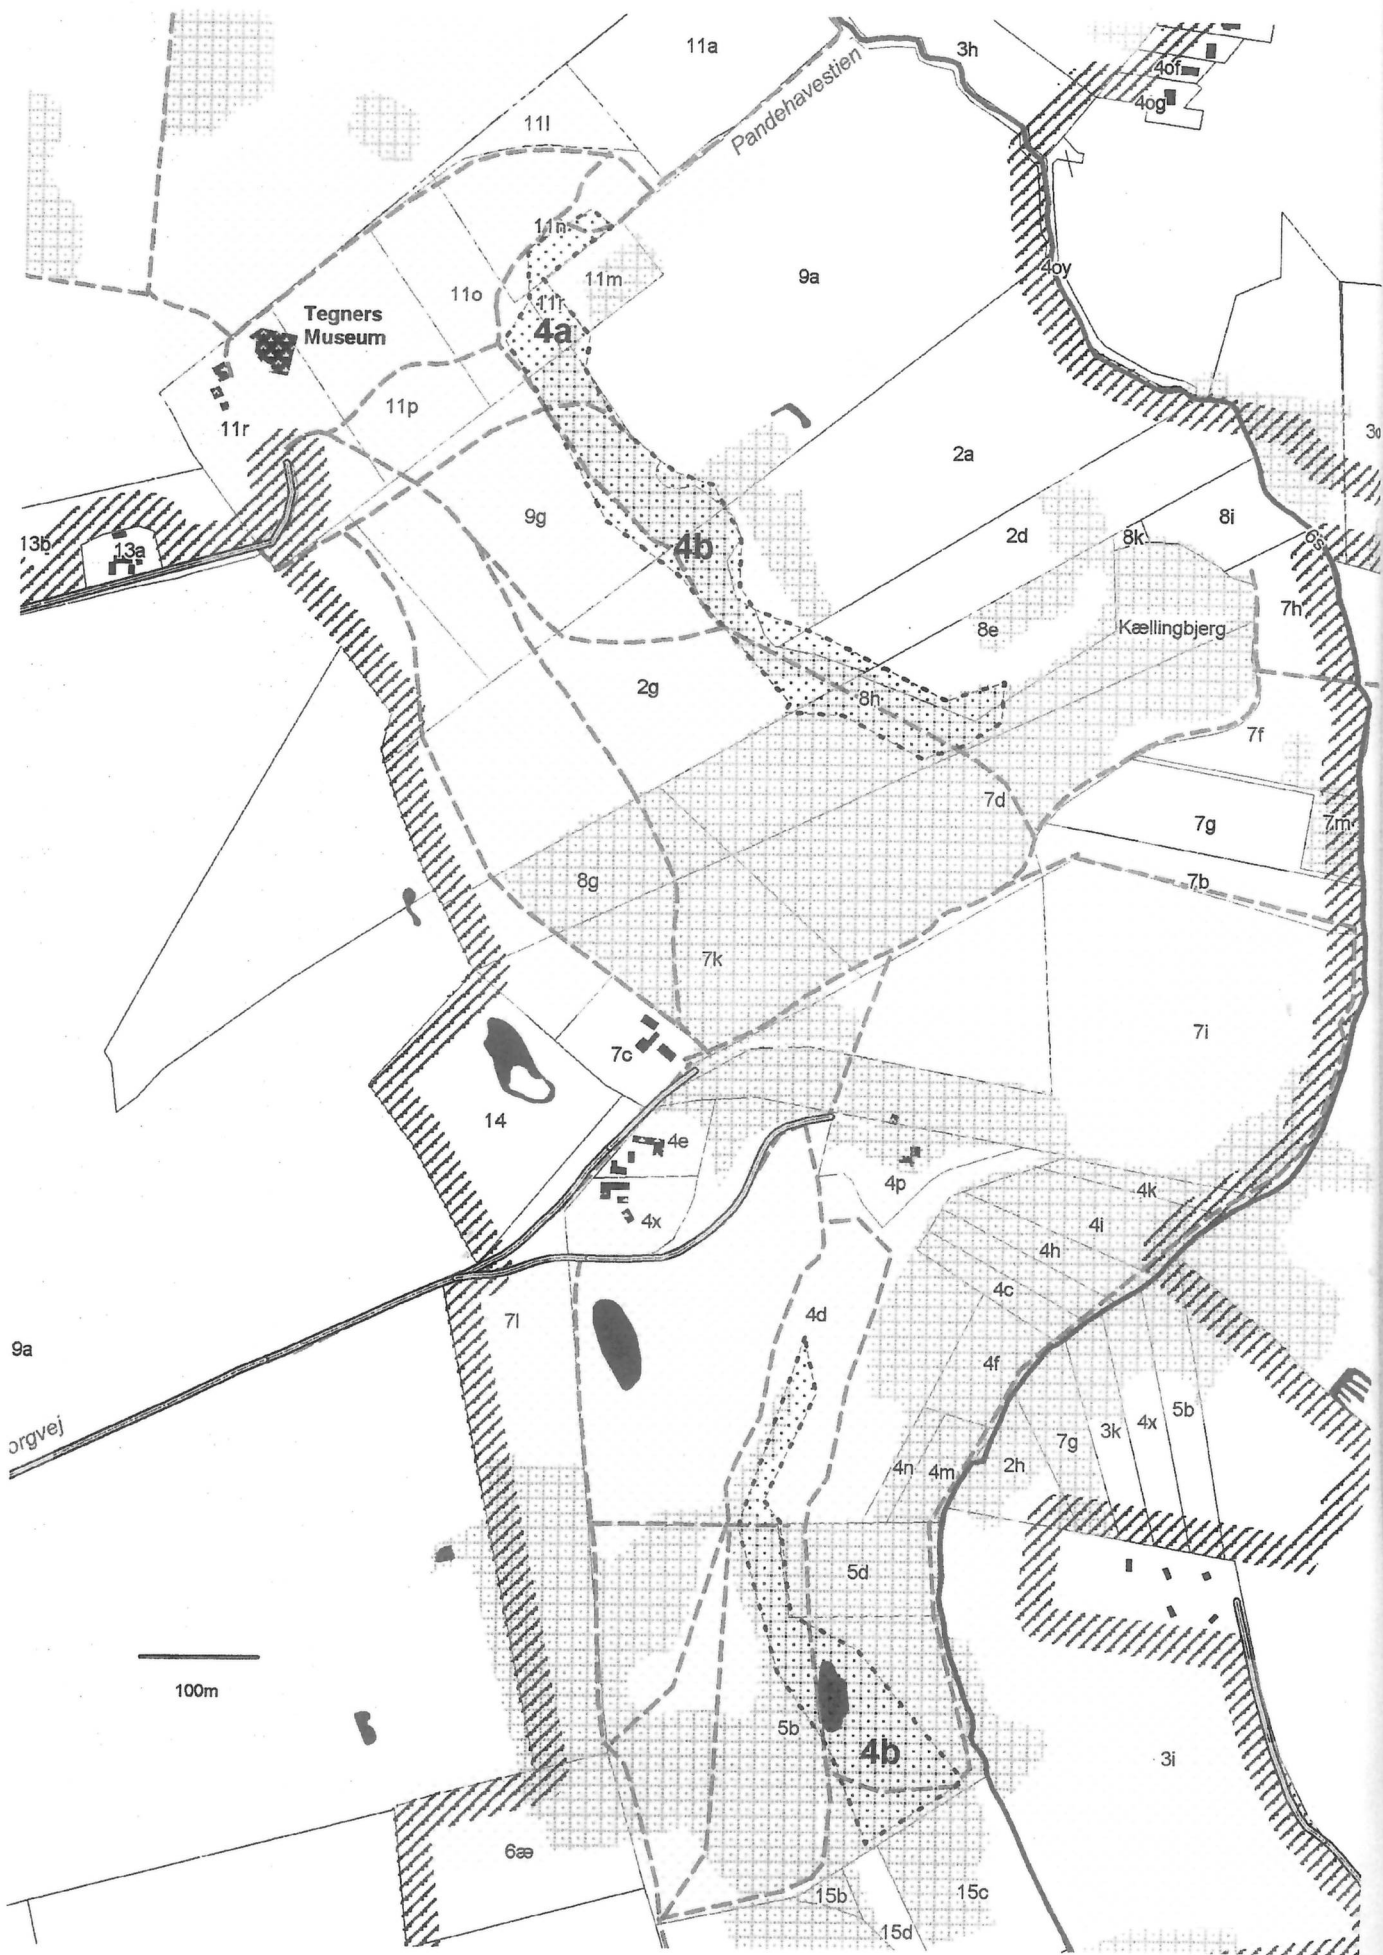 11a
3h
4of
4og
Pandehavestien
11l
11n
4oy
9a
11m
11o
11r
4a
Tegners
Museum
11p
11r
3c
2a
9g
8i
2d
8k
6s
13b
13a
4b
7h
8e
Kællingbjerg
2g
8h
7f
7d
7g
7m
8g
7b
7k
7i
7c
14
4e
4p
4k
4x
4i
4h
4c
7l
4d
9a
4f
5b
4x
3k
7g
orgvej
4n
4m
2h
5d
100m
5b
4b
3i
6æ
15b
15c
15d